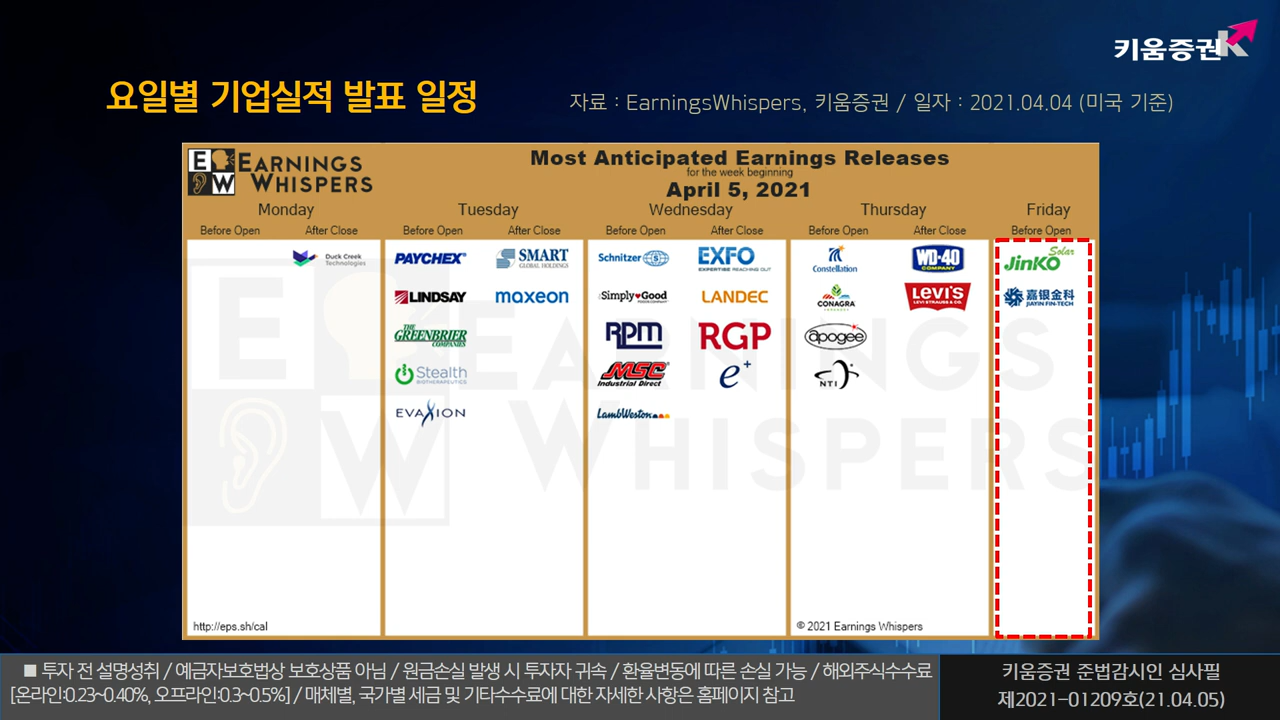 키움증권
요일별 기업실적 발표 일정
자료 : EarningsWhispers, 키움증권 / 일자 : 2021.04.04 (미국 기준)
E W EARNINGS WHISPERS
Most Anticipated Earnings Releases
for the week beginning
April 5, 2021
Monday Tuesday Wednesday Thursday Friday
Before Open After Close Before Open After Close Before Open After Close Before Open After Close Before Open
Duck Creek Technologies
PAYCHEX
LINDSAY
THE GREENBRIER COMPANIES
Stealth BIOTHERAPEUTICS
EVAXION
SMART GLOBAL HOLDINGS
maxeon
Schnitzer
Simply Good
RPM
MSC Industrial Direct
LambWeston
EXFO
EXPERTISE REACHING OUT
LANDEC
RGP
e+
Constellation
CONAGRA BRANDS
apogee
NTI
WD-40 COMPANY
LEVI'S
LEVI STRAUSS & CO.
JinKO Solar
嘉银金科
JIAYIN FIN-TECH
EARNINGS WHISPERS
http://eps.sh/cal
© 2021 Earnings Whispers
■ 투자 전 설명성취 / 예금자보호법상 보호상품 아님 / 원금손실 발생 시 투자자 귀속 / 환율변동에 따른 손실 가능 / 해외주식수수료
[온라인:0.23~0.40%, 오프라인:0.3~0.5%] / 매체별, 국가별 세금 및 기타수수료에 대한 자세한 사항은 홈페이지 참고
키움증권 준법감시인 심사필
제2021-01209호(21.04.05)